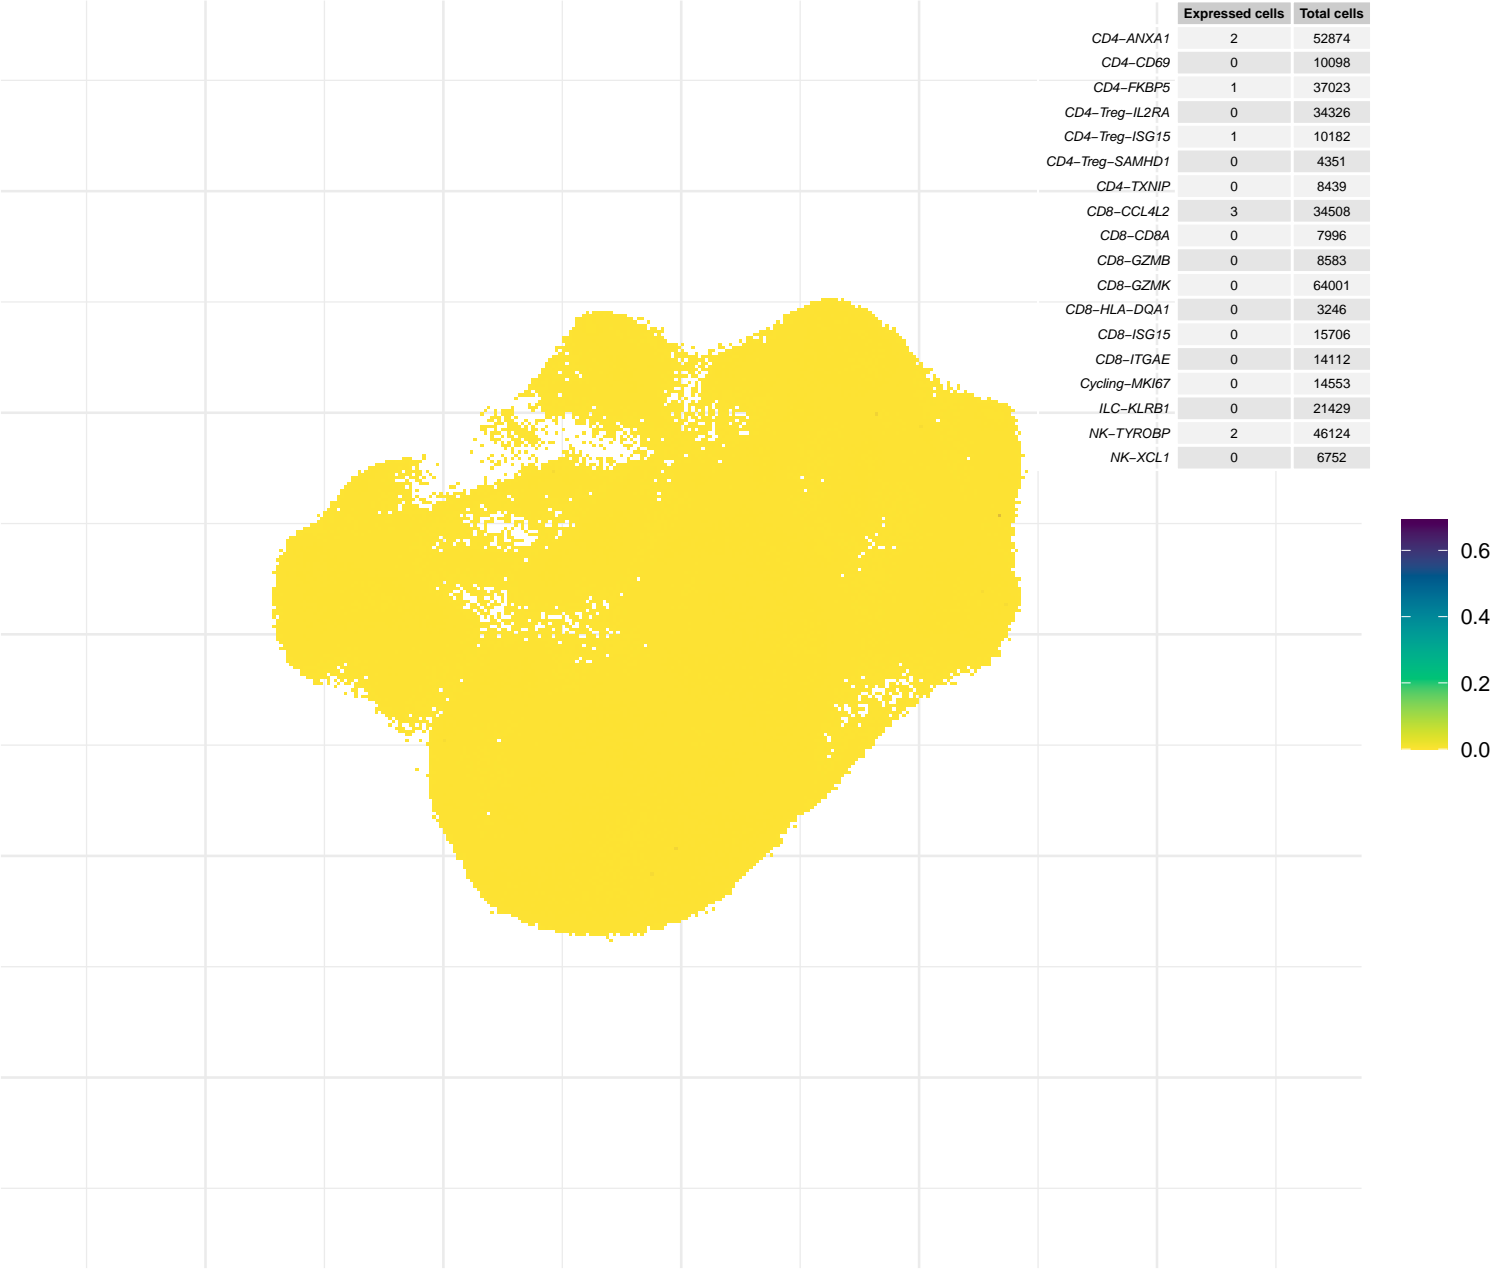 Expressed cells Total cells
CD4−ANXA1 2 52874
CD4−CD69 0 10098
CD4−FKBP5 1 37023
CD4−Treg−IL2RA 0 34326
CD4−Treg−ISG15 1 10182
CD4−Treg−SAMHD1 0 4351
CD4−TXNIP 0 8439
CD8−CCL4L2 3 34508
CD8−CD8A 0 7996
CD8−GZMB 0 8583
CD8−GZMK 0 64001
CD8−HLA−DQA1 0 3246
CD8−ISG15 0 15706
CD8−ITGAE 0 14112
Cycling−MKI67 0 14553
ILC−KLRB1 0 21429
NK−TYROBP 2 46124
NK−XCL1 0 6752
0.6
0.4
0.2
0.0